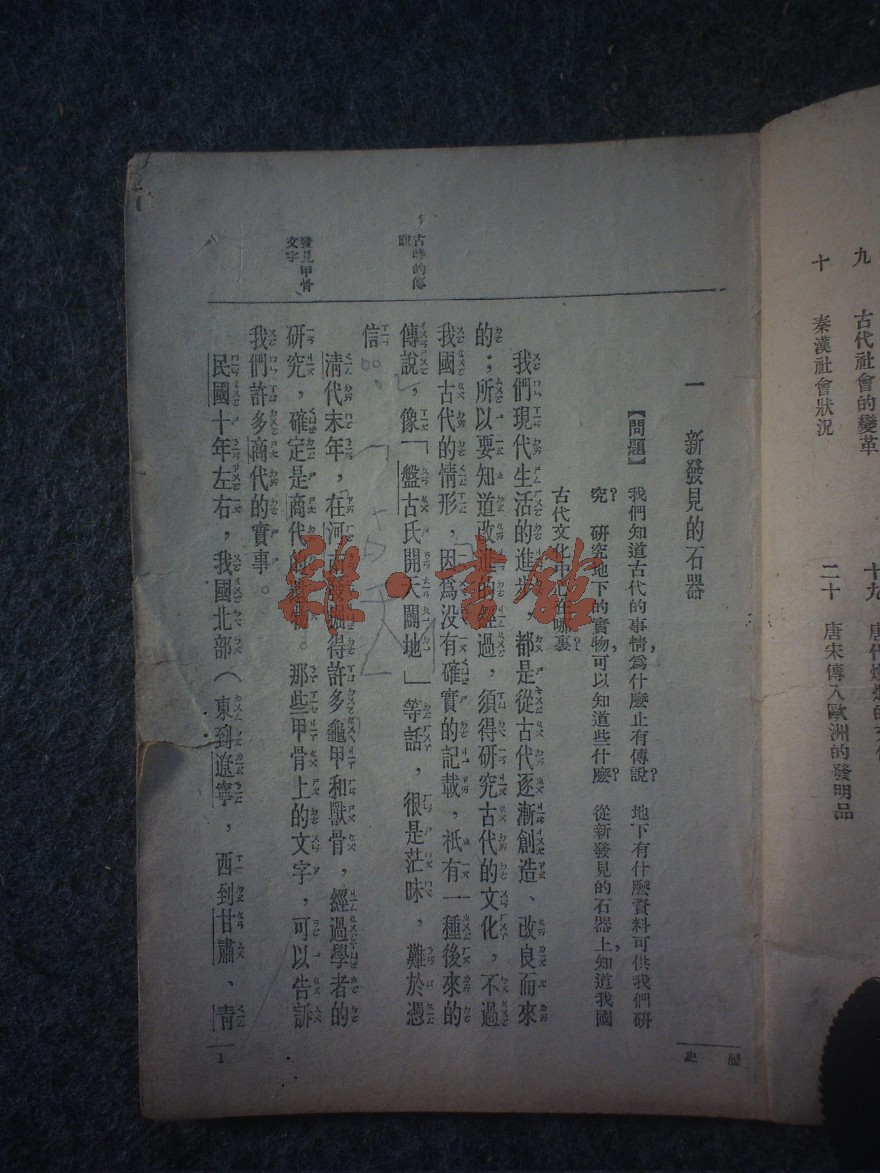 九 古代社會的變革
十 秦漢社會狀況
二十 唐宋傳入歐洲的發明品
一 新發見的石器
【問題】 我們知道古代的事情,爲什麼止有傳說? 地下有什麼資料可供我們研
究? 研究地下的實物,可以知道些什麼? 從新發見的石器上,知道我國
古代文化中心在哪裏?
我們現代生活的進步,都是從古代逐漸創造、改良而來
的;所以要知道改進的經過,須得研究古代的文化,不過
我國古代的情形,因爲沒有確實的記載,祇有一種後來的
古時的傳說
傳說,像「盤古氏開天闢地」等話,很是茫昧,難於憑
信。
清代末年,在河南發掘得許多龜甲和獸骨,經過學者的
發見甲骨文字
研究,確定是商代的。那些甲骨上的文字,可以告訴
我們許多商代的實事。
民國十年左右,我國北部(東到遼寧,西到甘肅、青
歷史
1
雜·書館